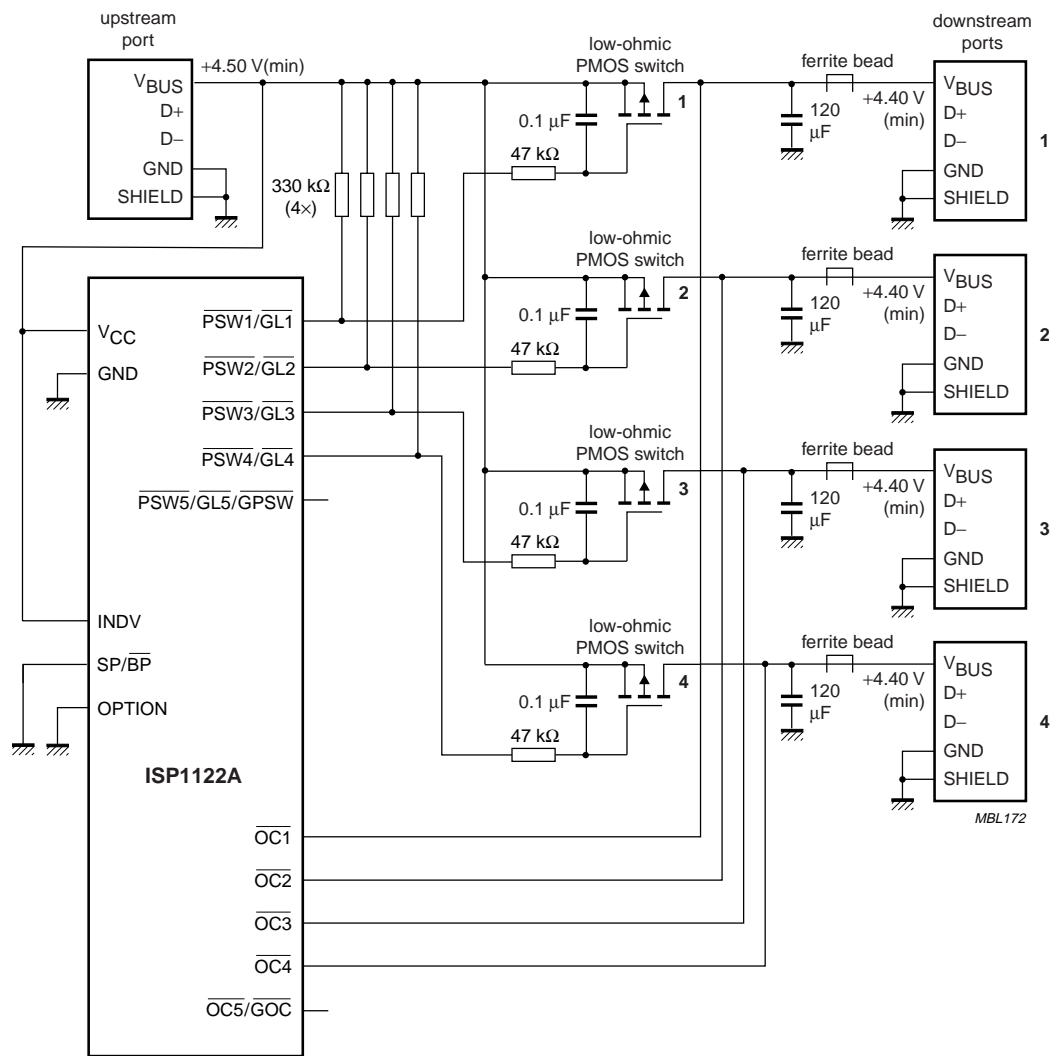 upstream
port
+4.50 V(min)
VBUS
D+
D−
GND
SHIELD
330 kΩ
(4×)
low-ohmic
PMOS switch
1
0.1 µF
47 kΩ
ferrite bead
120
µF
+4.40 V
(min)
downstream
ports
VBUS
D+
D−
GND
SHIELD
1
low-ohmic
PMOS switch
2
0.1 µF
47 kΩ
ferrite bead
120
µF
+4.40 V
(min)
VBUS
D+
D−
GND
SHIELD
2
low-ohmic
PMOS switch
3
0.1 µF
47 kΩ
ferrite bead
120
µF
+4.40 V
(min)
VBUS
D+
D−
GND
SHIELD
3
low-ohmic
PMOS switch
4
0.1 µF
47 kΩ
ferrite bead
120
µF
+4.40 V
(min)
VBUS
D+
D−
GND
SHIELD
4
VCC
GND
INDV
SP/BP
OPTION
ISP1122A
PSW1/GL1
PSW2/GL2
PSW3/GL3
PSW4/GL4
PSW5/GL5/GPSW
OC1
OC2
OC3
OC4
OC5/GOC
MBL172